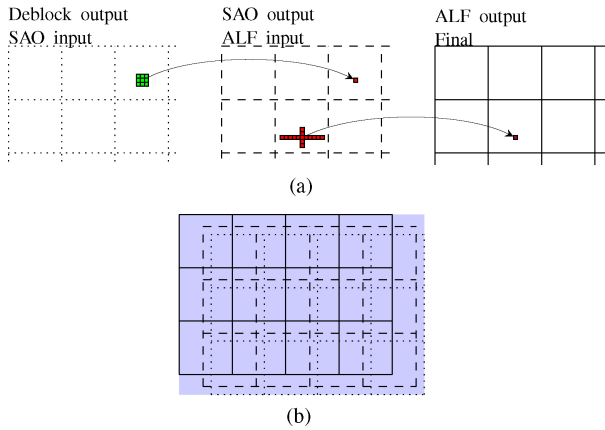 Deblock output
SAO input
SAO output
ALF input
ALF output
Final
(a)
(b)